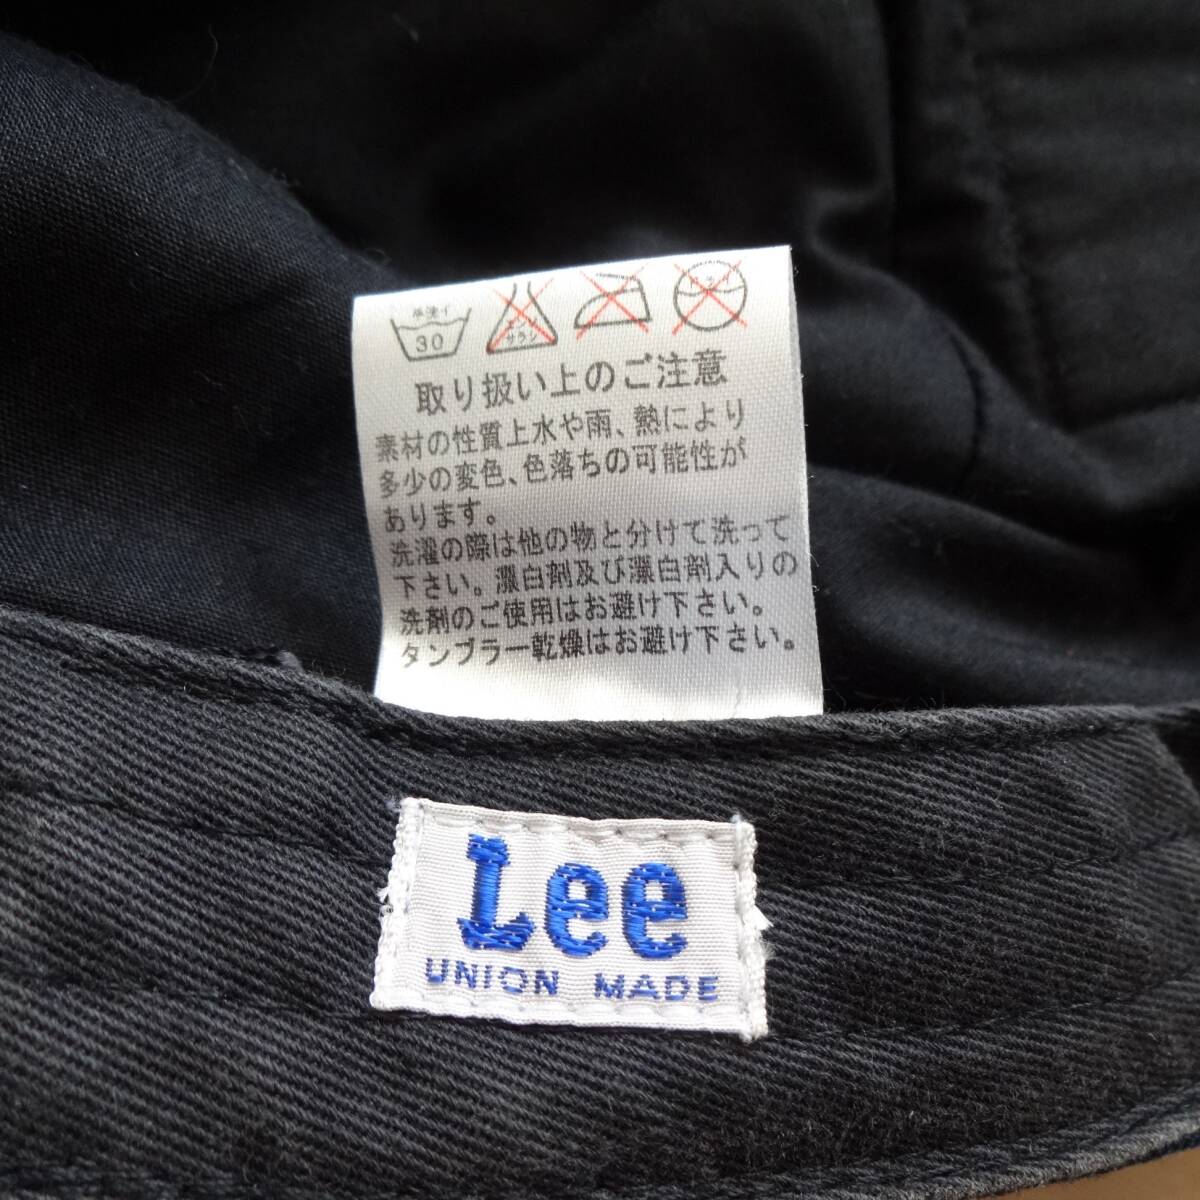 手洗イ
30
エンソ
サラシ
取り扱い上のご注意
素材の性質上水や雨、熱により
多少の変色、色落ちの可能性が
あります。
洗濯の際は他の物と分けて洗って
下さい。漂白剤及び漂白剤入りの
洗剤のご使用はお避け下さい。
タンブラー乾燥はお避け下さい。
Lee
UNION MADE